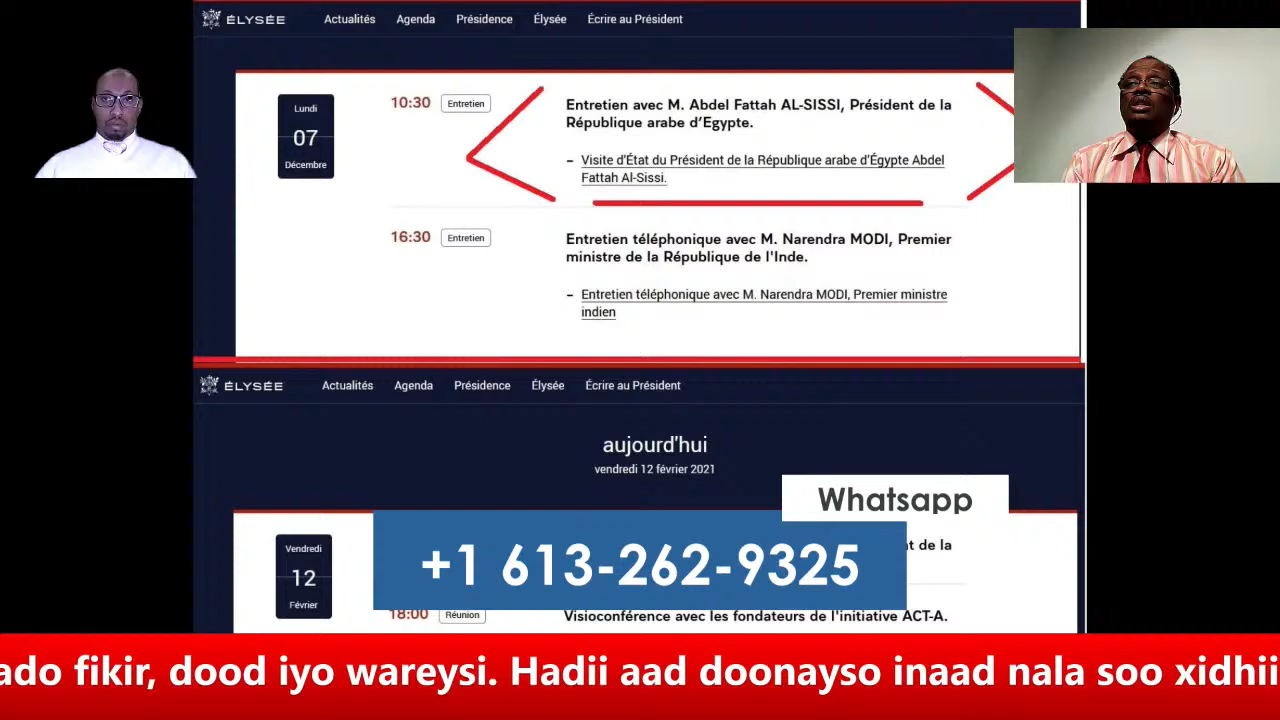 ÉLYSÉE Actualités Agenda Présidence Élysée Écrire au Président
Lundi
07
Décembre
10:30 Entretien
Entretien avec M. Abdel Fattah AL-SISSI, Président de la
République arabe d’Egypte.
– Visite d'État du Président de la République arabe d'Égypte Abdel
Fattah Al-Sissi.
16:30 Entretien
Entretien téléphonique avec M. Narendra MODI, Premier
ministre de la République de l'Inde.
– Entretien téléphonique avec M. Narendra MODI, Premier ministre
indien
ÉLYSÉE Actualités Agenda Présidence Élysée Écrire au Président
aujourd'hui
vendredi 12 février 2021
Whatsapp
+1 613-262-9325
Vendredi
12
Février
de la
18:00 Réunion
Visioconférence avec les fondateurs de l'initiative ACT-A.
ado fikir, dood iyo wareysi. Hadii aad doonayso inaad nala soo xidhii